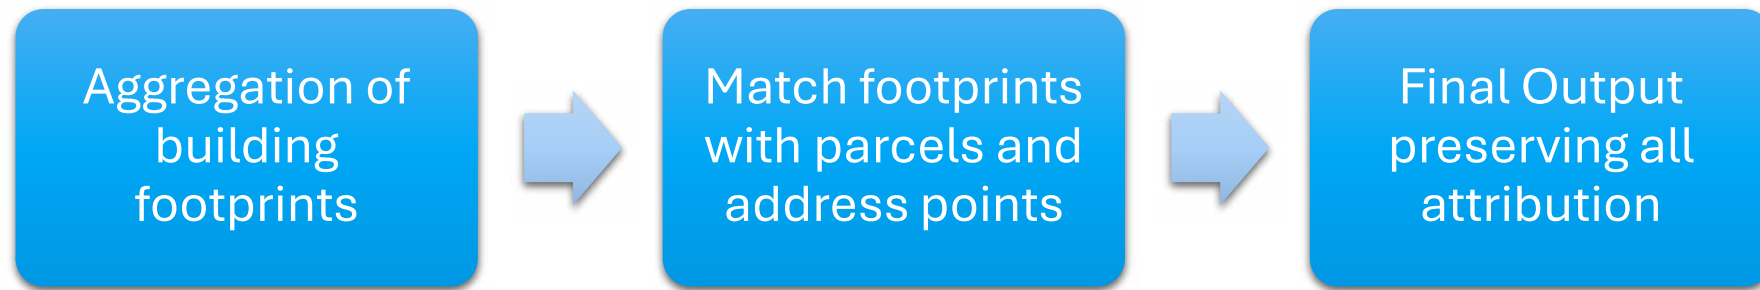 Aggregation of
building
footprints
Match footprints
with parcels and
address points
Final Output
preserving all
attribution